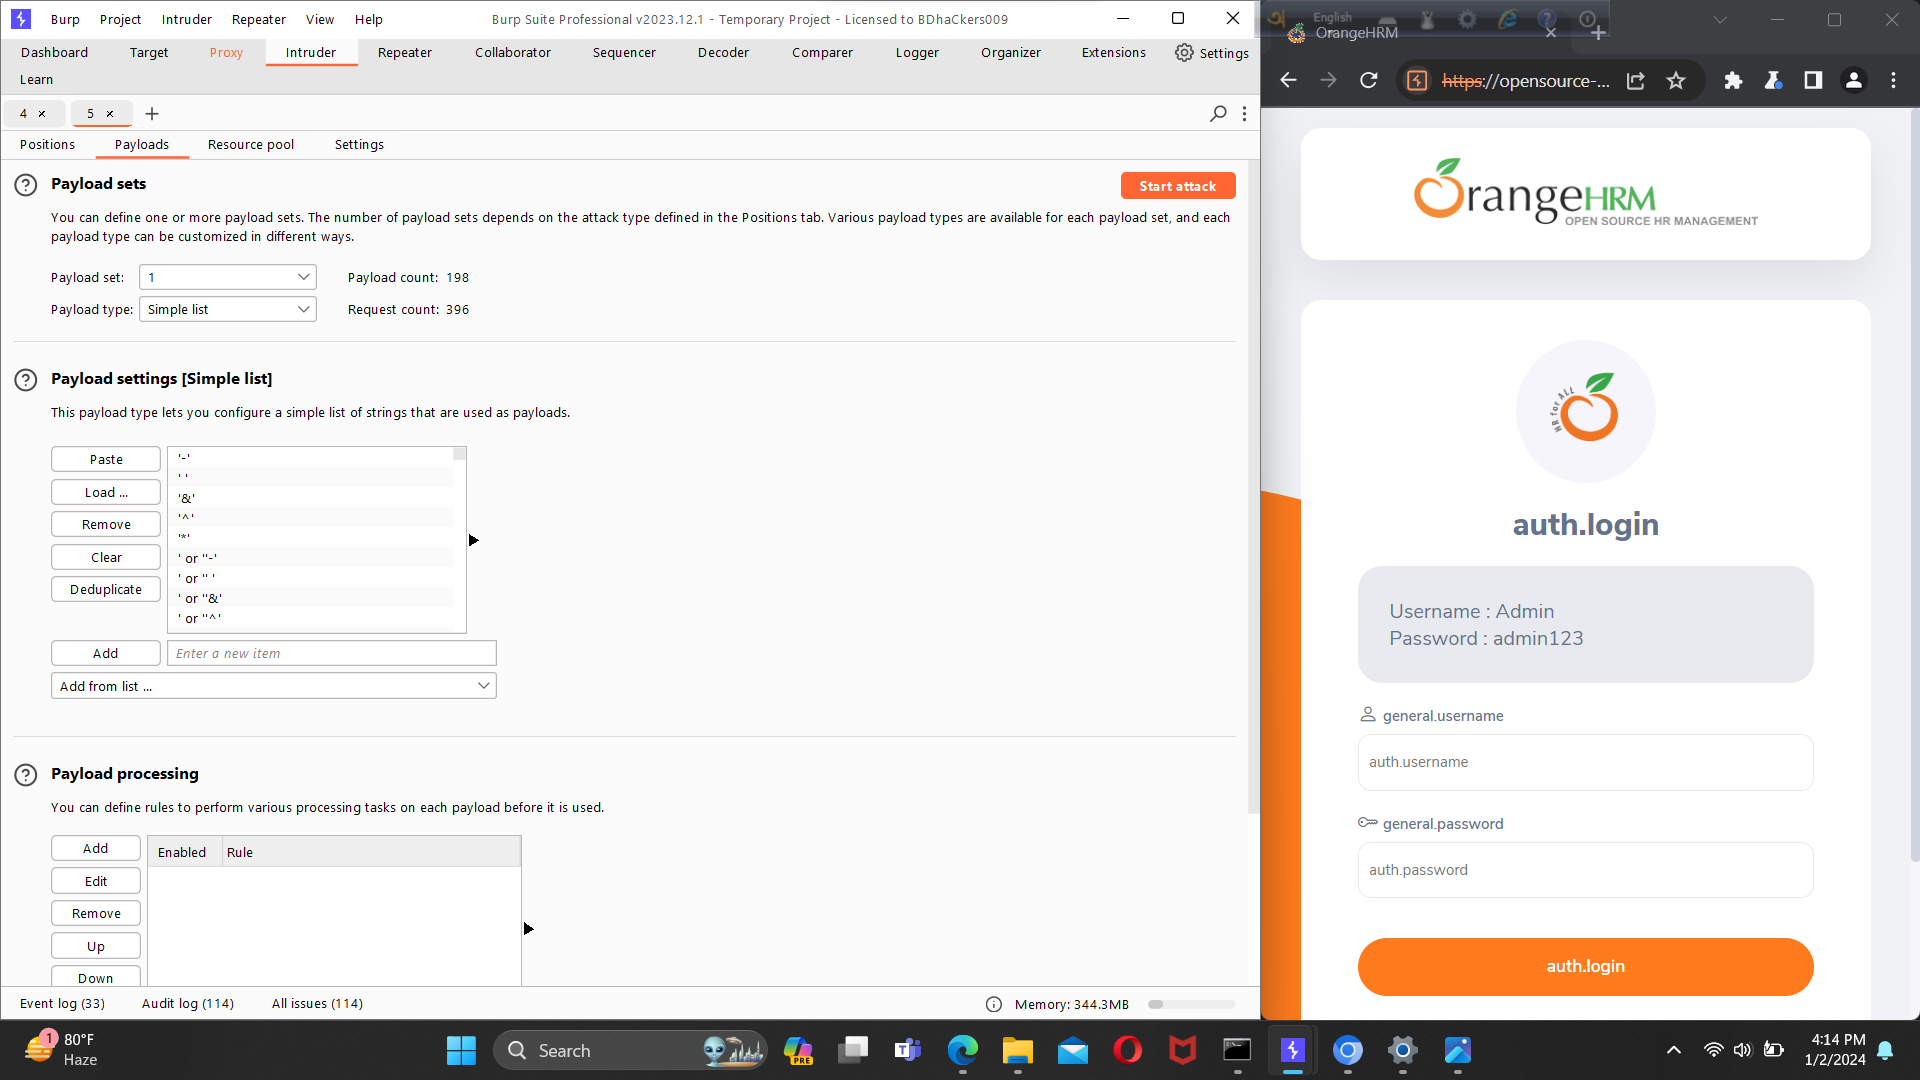 Burp Project Intruder Repeater View Help Burp Suite Professional v2023.12.1 - Temporary Project - Licensed to BDhaCkers009
Dashboard Target Proxy Intruder Repeater Collaborator Sequencer Decoder Comparer Logger Organizer Extensions Settings
Learn
4 × 5 × +
Positions Payloads Resource pool Settings
? Payload sets
Start attack
You can define one or more payload sets. The number of payload sets depends on the attack type defined in the Positions tab. Various payload types are available for each payload set, and each
payload type can be customized in different ways.
Payload set: 1 Payload count: 198
Payload type: Simple list Request count: 396
? Payload settings [Simple list]
This payload type lets you configure a simple list of strings that are used as payloads.
Paste
Load ...
Remove
Clear
Deduplicate
'-'
' '
'&'
'^'
'*'
' or ''-'
' or '' '
' or ''&'
' or ''^'
Add Enter a new item
Add from list ...
? Payload processing
You can define rules to perform various processing tasks on each payload before it is used.
Add
Edit
Remove
Up
Down
Enabled Rule
Event log (33) Audit log (114) All issues (114) Memory: 344.3MB
English
OrangeHRM
https://opensource-...
OrangeHRM
OPEN SOURCE HR MANAGEMENT
HR for ALL
auth.login
Username : Admin
Password : admin123
general.username
auth.username
general.password
auth.password
auth.login
1
80°F
Haze
Search
PRE
4:14 PM
1/2/2024